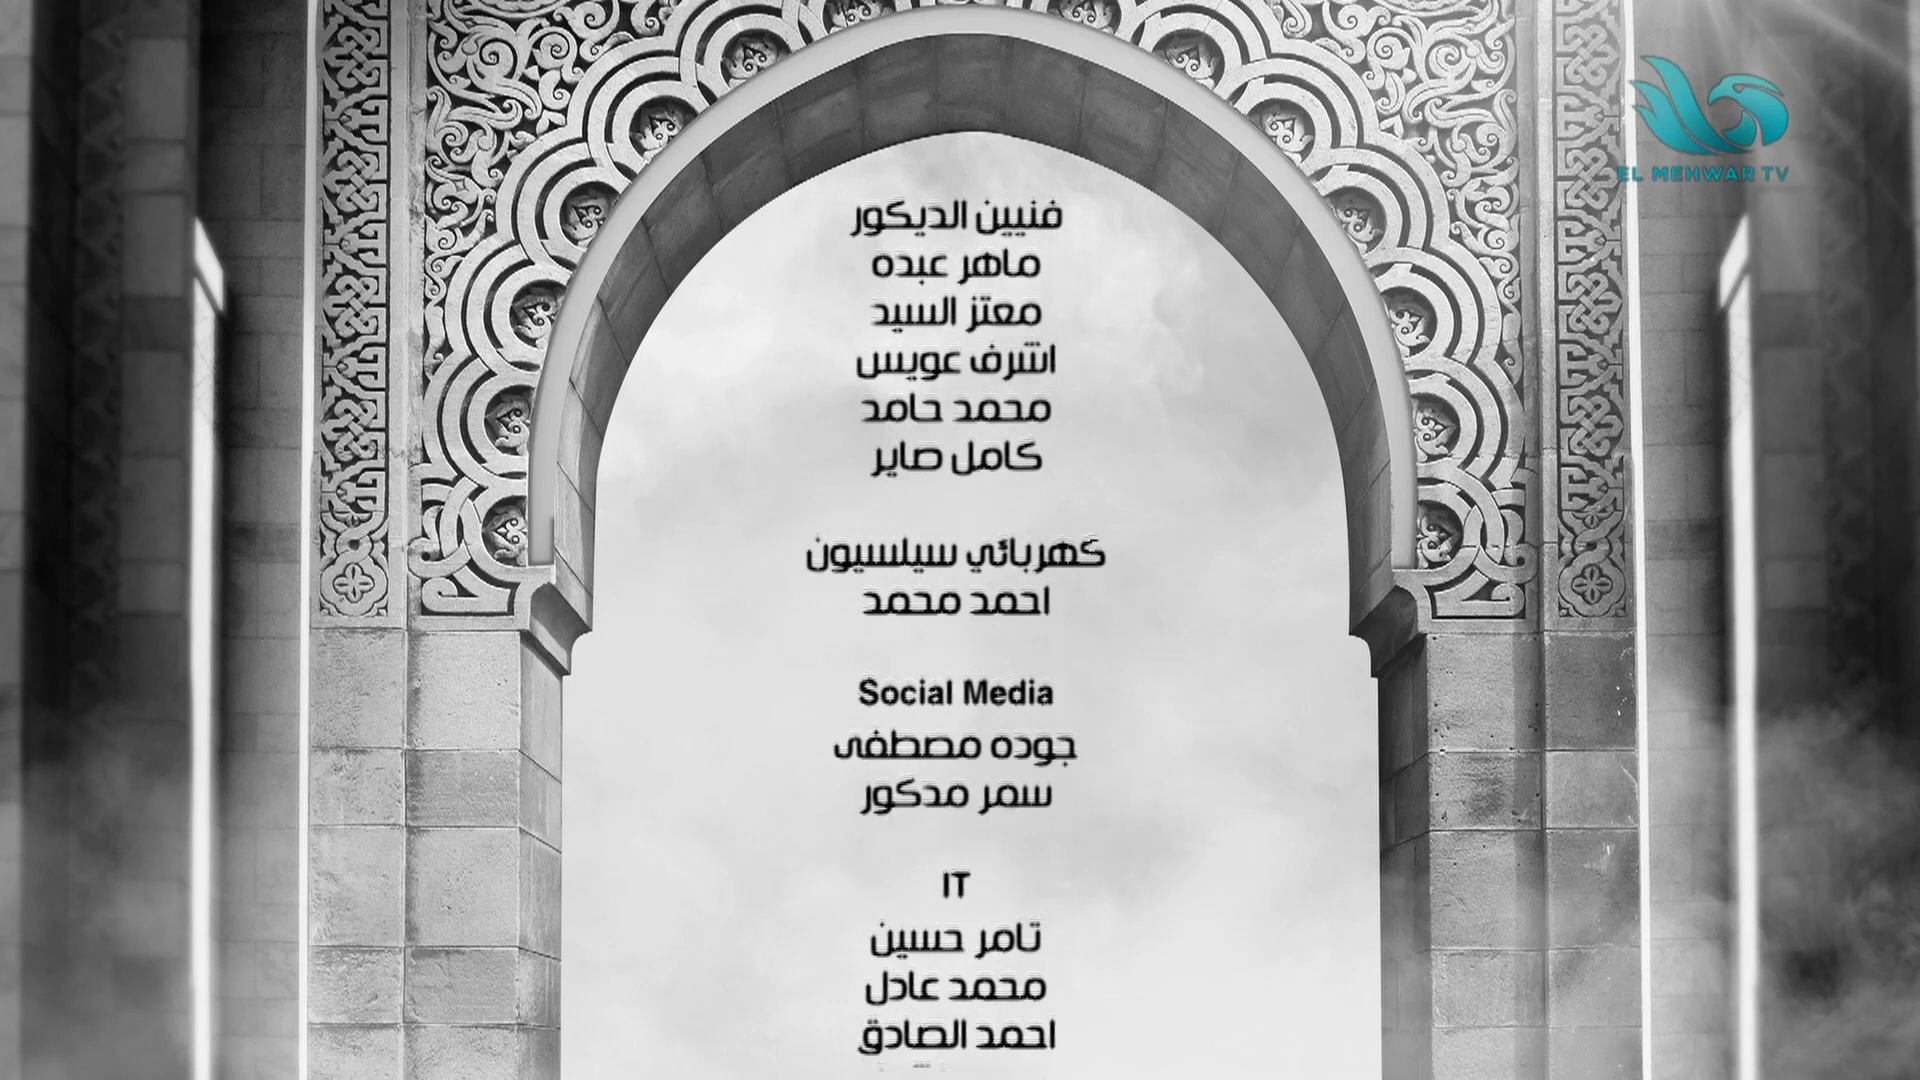 EL MEHWAR TV
فنيين الديكور
ماهر عبده
معتز السيد
اشرف عويس
محمد حامد
كامل صابر
كهربائي سيلسيون
احمد محمد
Social Media
جوده مصطفى
سمر مدكور
IT
تامر حسين
محمد عادل
احمد الصادق